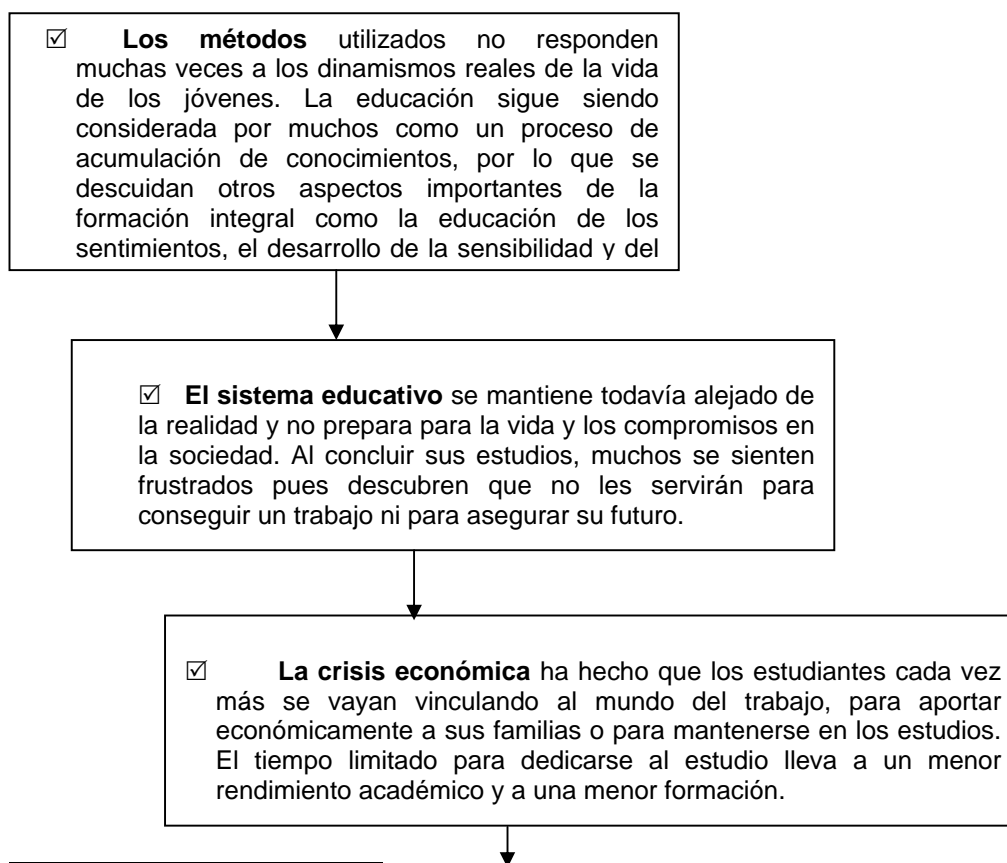 ☑ Los métodos utilizados no responden
muchas veces a los dinamismos reales de la vida
de los jóvenes. La educación sigue siendo
considerada por muchos como un proceso de
acumulación de conocimientos, por lo que se
descuidan otros aspectos importantes de la
formación integral como la educación de los
sentimientos, el desarrollo de la sensibilidad y del
☑ El sistema educativo se mantiene todavía alejado de
la realidad y no prepara para la vida y los compromisos en
la sociedad. Al concluir sus estudios, muchos se sienten
frustrados pues descubren que no les servirán para
conseguir un trabajo ni para asegurar su futuro.
☑ La crisis económica ha hecho que los estudiantes cada vez
más se vayan vinculando al mundo del trabajo, para aportar
económicamente a sus familias o para mantenerse en los estudios.
El tiempo limitado para dedicarse al estudio lleva a un menor
rendimiento académico y a una menor formación.